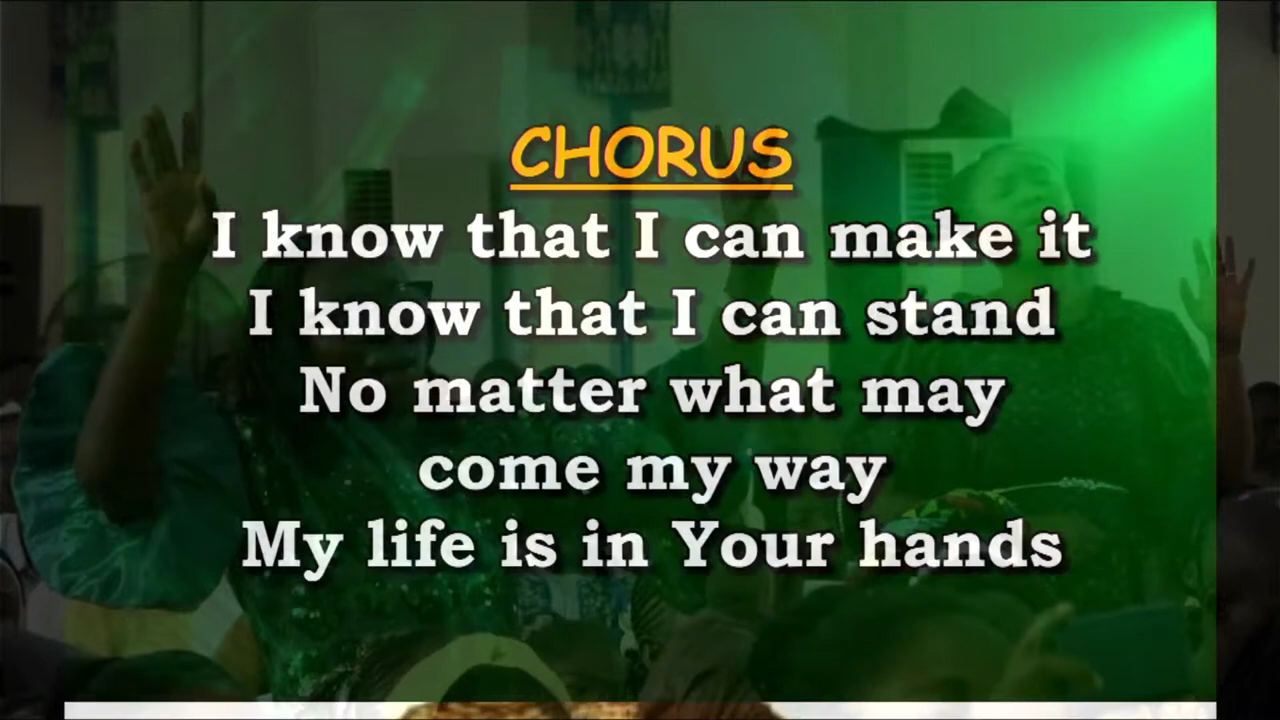 CHORUS
I know that I can make it
I know that I can stand
No matter what may
come my way
My life is in Your hands